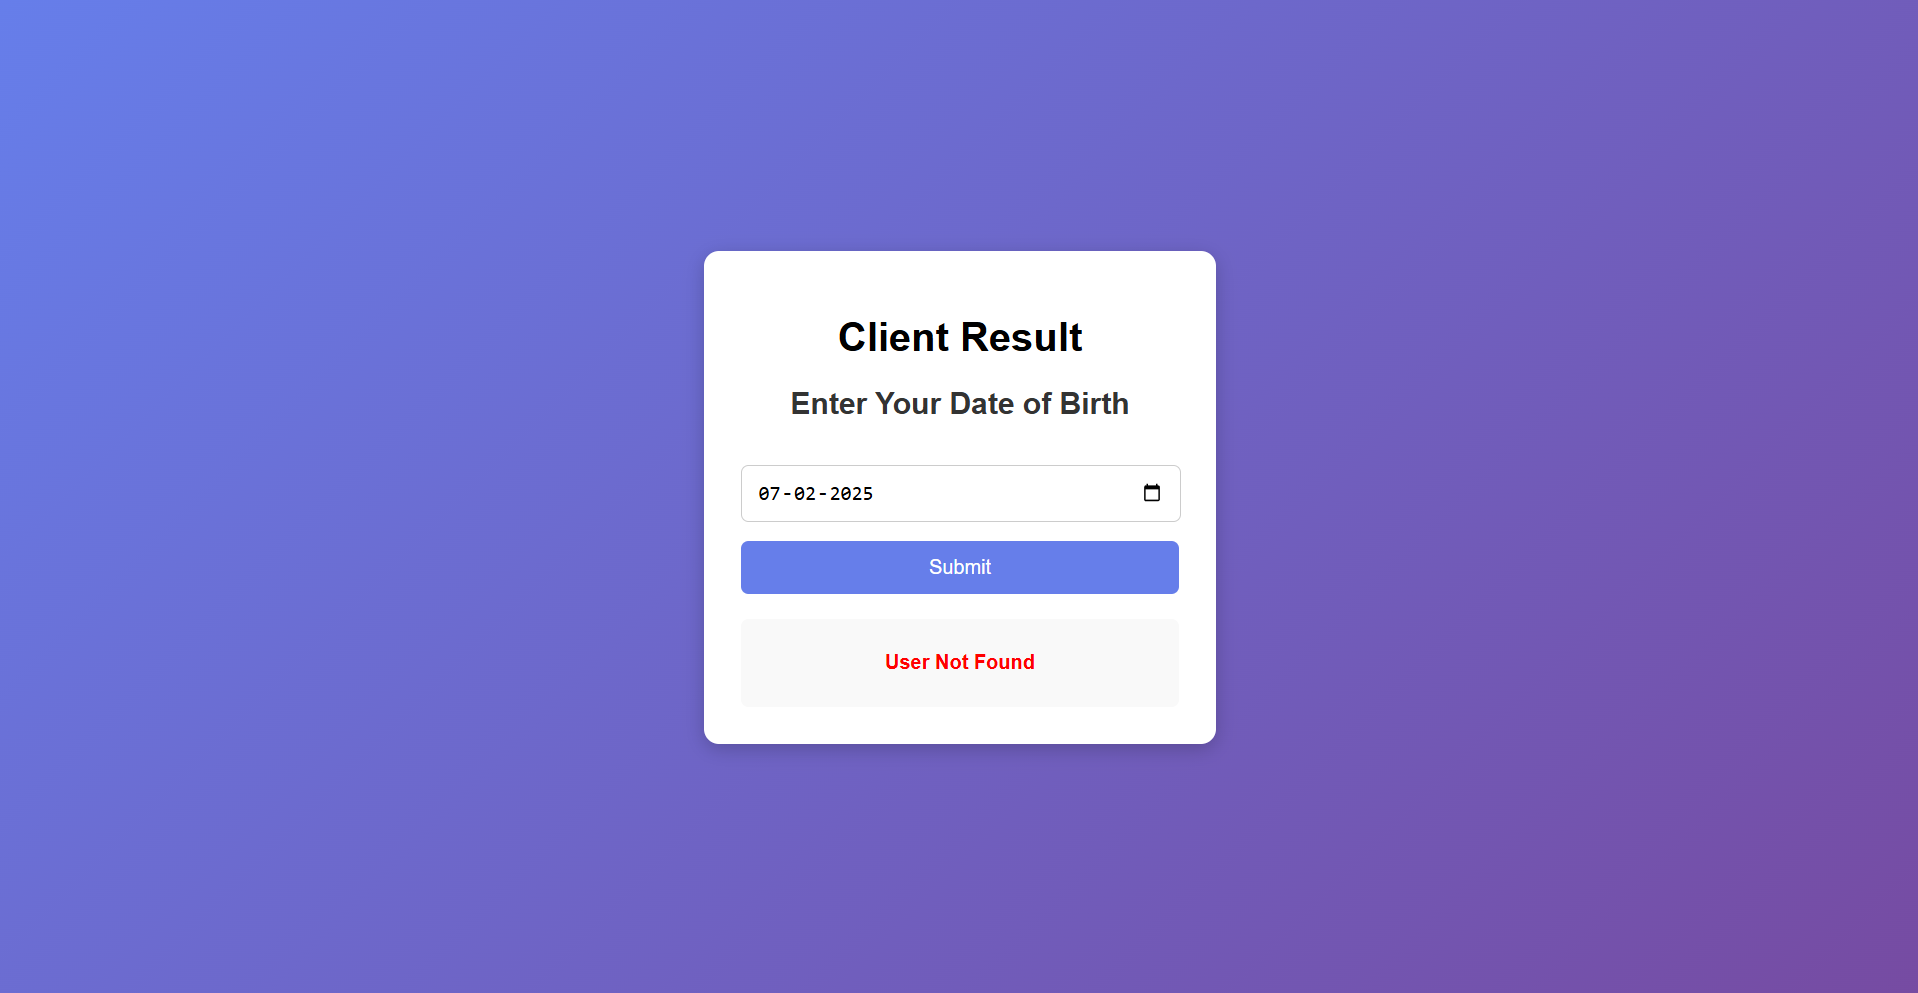 Client Result
Enter Your Date of Birth
07-02-2025
Submit
User Not Found